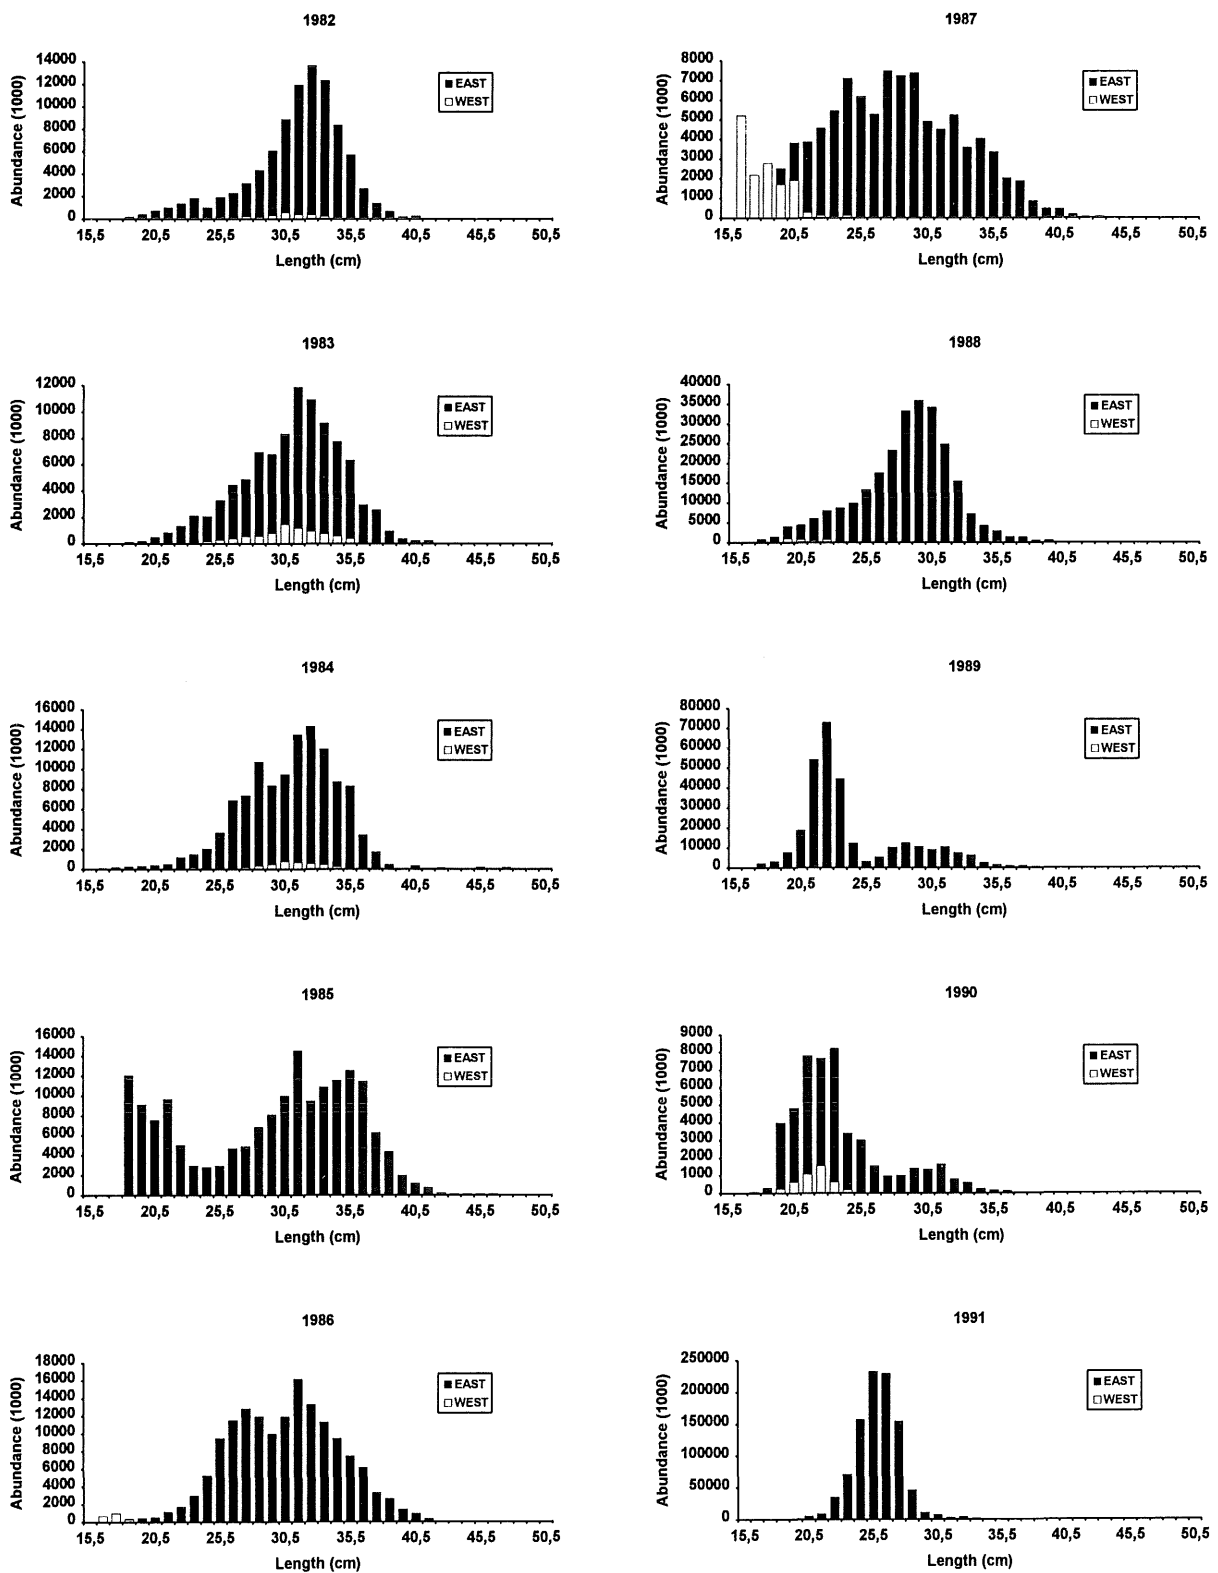 1982
14000
12000
10000
8000
6000
4000
2000
0
Abundance (1000)
EAST
WEST
15,5 20,5 25,5 30,5 35,5 40,5 45,5 50,5
Length (cm)
1983
12000
10000
8000
6000
4000
2000
0
Abundance (1000)
EAST
WEST
15,5 20,5 25,5 30,5 35,5 40,5 45,5 50,5
Length (cm)
1984
16000
14000
12000
10000
8000
6000
4000
2000
0
Abundance (1000)
EAST
WEST
15,5 20,5 25,5 30,5 35,5 40,5 45,5 50,5
Length (cm)
1985
16000
14000
12000
10000
8000
6000
4000
2000
0
Abundance (1000)
EAST
WEST
15,5 20,5 25,5 30,5 35,5 40,5 45,5 50,5
Length (cm)
1986
18000
16000
14000
12000
10000
8000
6000
4000
2000
0
Abundance (1000)
EAST
WEST
15,5 20,5 25,5 30,5 35,5 40,5 45,5 50,5
Length (cm)
1987
8000
7000
6000
5000
4000
3000
2000
1000
0
Abundance (1000)
EAST
WEST
15,5 20,5 25,5 30,5 35,5 40,5 45,5 50,5
Length (cm)
1988
40000
35000
30000
25000
20000
15000
10000
5000
0
Abundance (1000)
EAST
WEST
15,5 20,5 25,5 30,5 35,5 40,5 45,5 50,5
Length (cm)
1989
80000
70000
60000
50000
40000
30000
20000
10000
0
Abundance (1000)
EAST
WEST
15,5 20,5 25,5 30,5 35,5 40,5 45,5 50,5
Length (cm)
1990
9000
8000
7000
6000
5000
4000
3000
2000
1000
0
Abundance (1000)
EAST
WEST
15,5 20,5 25,5 30,5 35,5 40,5 45,5 50,5
Length (cm)
1991
250000
200000
150000
100000
50000
0
Abundance (1000)
EAST
WEST
15,5 20,5 25,5 30,5 35,5 40,5 45,5 50,5
Length (cm)